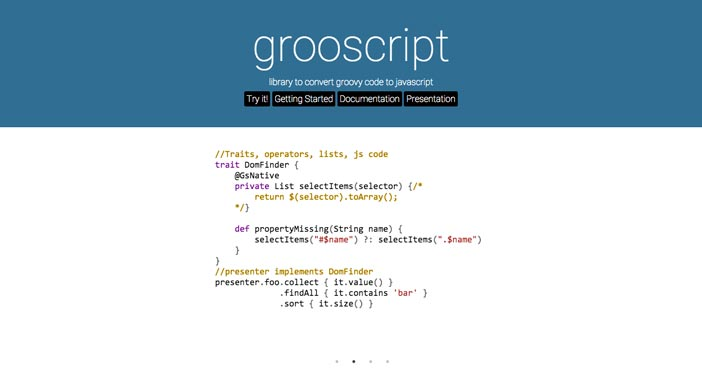 grooscript
library to convert groovy code to javascript
Try it! Getting Started Documentation Presentation
//Traits, operators, lists, js code
trait DomFinder {
    @GsNative
    private List selectItems(selector) {/*
        return $(selector).toArray();
    */}

    def propertyMissing(String name) {
        selectItems("#$name") ?: selectItems(".$name")
    }
}
//presenter implements DomFinder
presenter.foo.collect { it.value() }
             .findAll { it.contains 'bar' }
             .sort { it.size() }